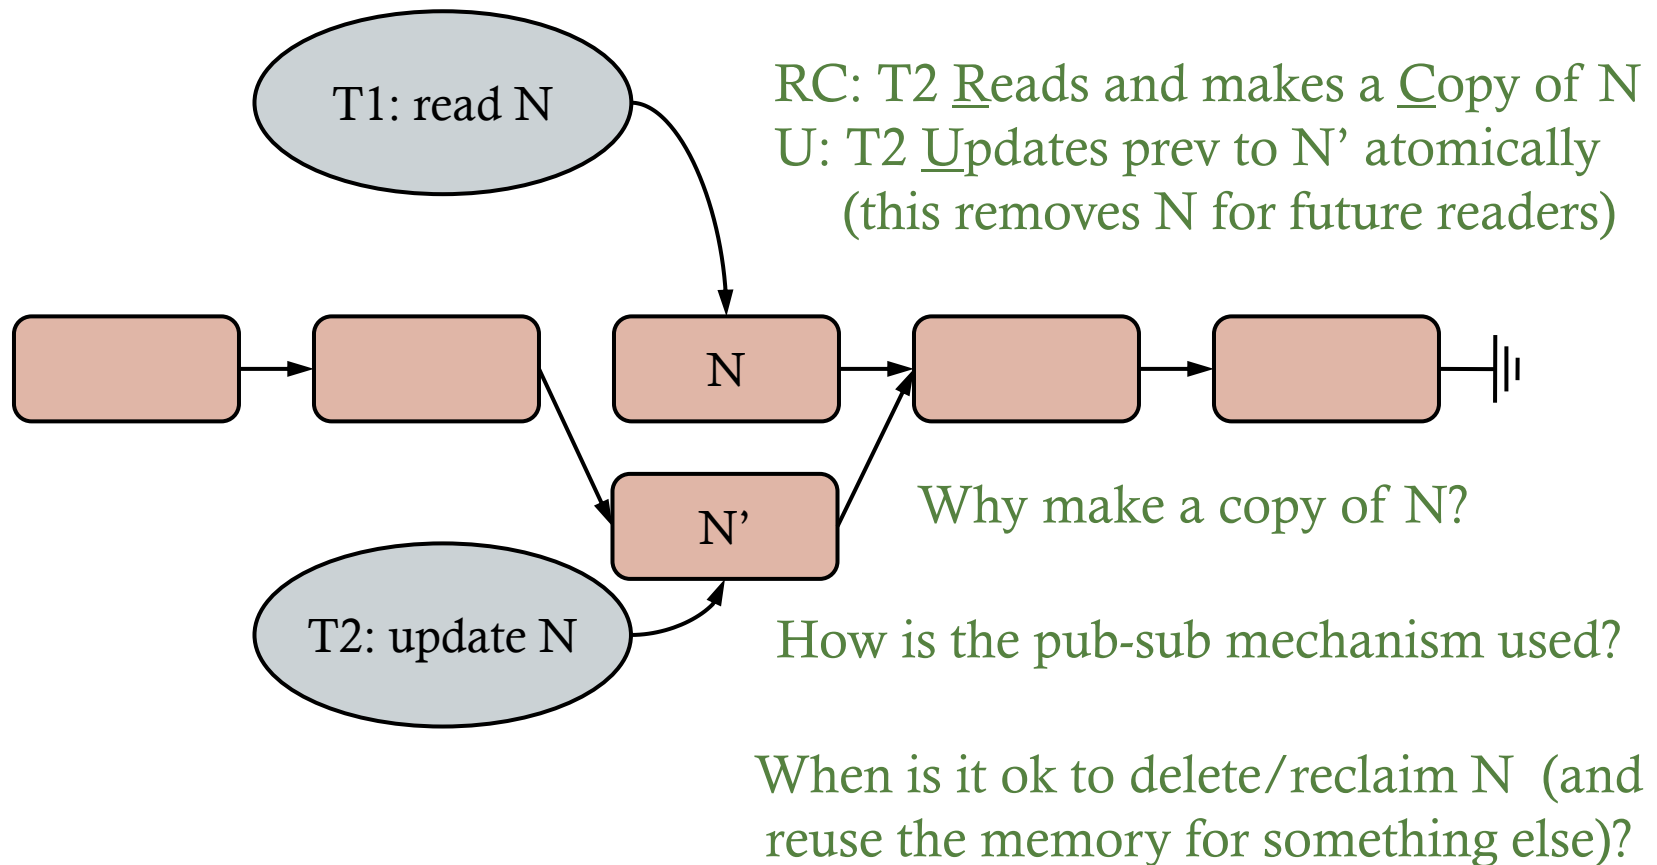 T1: read N
RC: T2 Reads and makes a Copy of N
U: T2 Updates prev to N’ atomically
(this removes N for future readers)
N
N’
Why make a copy of N?
T2: update N
How is the pub-sub mechanism used?
When is it ok to delete/reclaim N (and
reuse the memory for something else)?